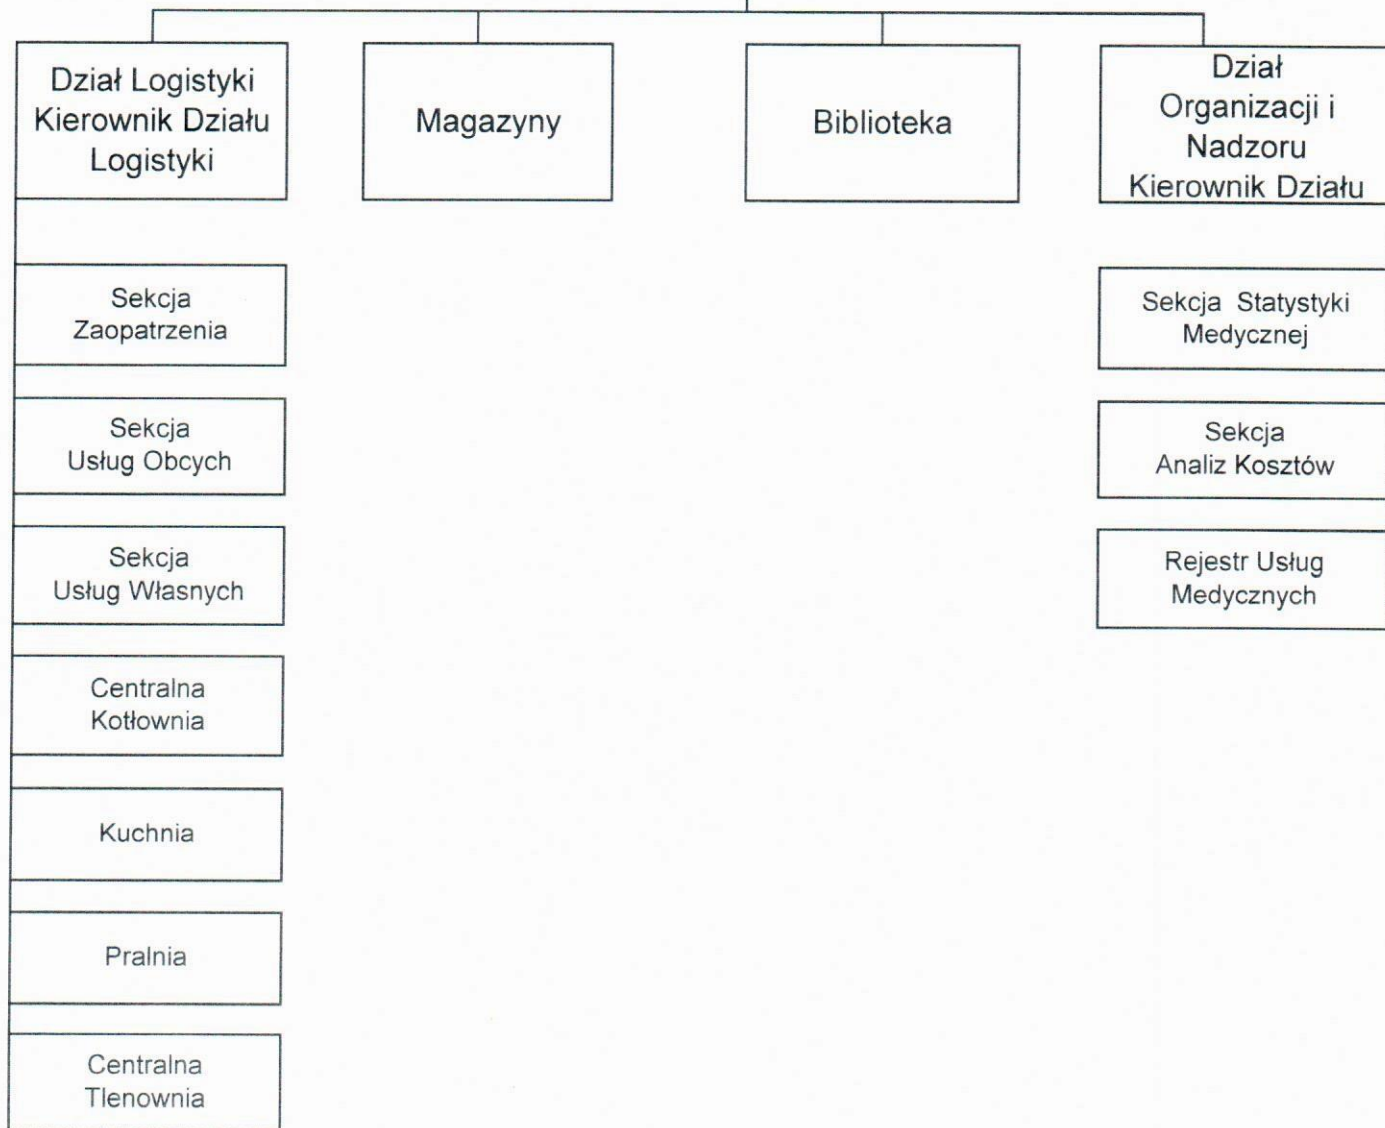 Dział Logistyki
Kierownik Działu
Logistyki
Magazyny
Biblioteka
Dział
Organizacji i
Nadzoru
Kierownik Działu
Sekcja
Zaopatrzenia
Sekcja
Usług Obcych
Sekcja
Usług Własnych
Centralna
Kotłownia
Kuchnia
Pralnia
Centralna
Tlenownia
Sekcja Statystyki
Medycznej
Sekcja
Analiz Kosztów
Rejestr Usług
Medycznych